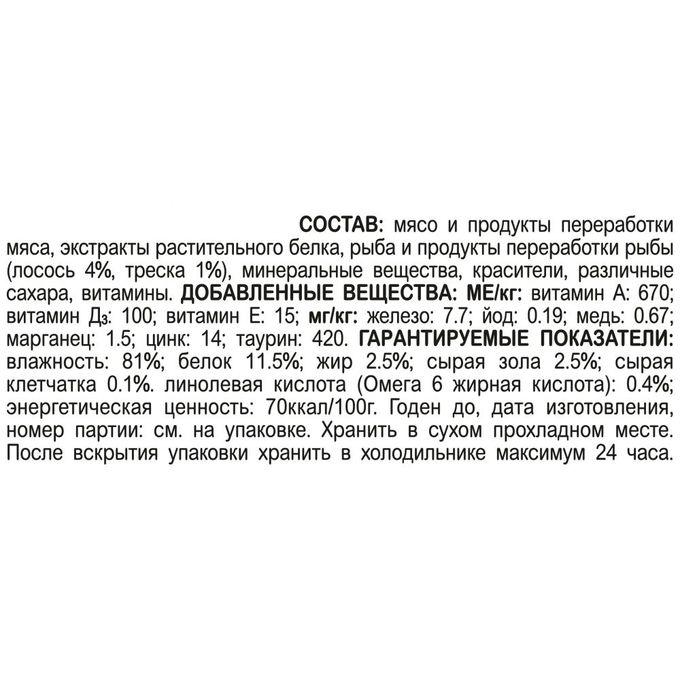 СОСТАВ: мясо и продукты переработки
мяса, экстракты растительного белка, рыба и продукты переработки рыбы
(лосось 4%, треска 1%), минеральные вещества, красители, различные
сахара, витамины. ДОБАВЛЕННЫЕ ВЕЩЕСТВА: МЕ/кг: витамин А: 670;
витамин Дз: 100; витамин Е: 15; мг/кг: железо: 7.7; йод: 0.19; медь: 0.67;
марганец: 1.5; цинк: 14; таурин: 420. ГАРАНТИРУЕМЫЕ ПОКАЗАТЕЛИ:
влажность: 81%; белок 11.5%; жир 2.5%; сырая зола 2.5%; сырая
клетчатка 0.1%. линолевая кислота (Омега 6 жирная кислота): 0.4%;
энергетическая ценность: 70ккал/100г. Годен до, дата изготовления,
номер партии: см. на упаковке. Хранить в сухом прохладном месте.
После вскрытия упаковки хранить в холодильнике максимум 24 часа.